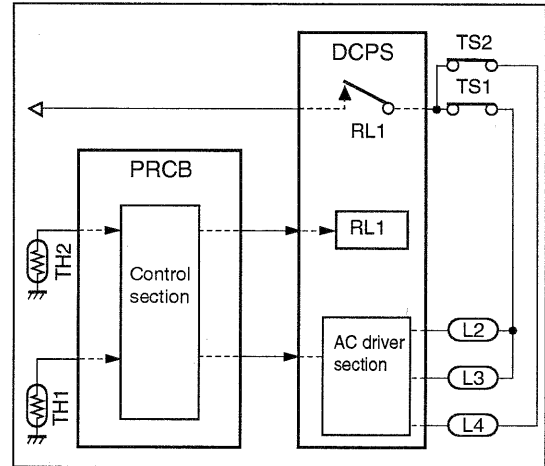 DCPS
TS2
TS1
RL1
PRCB
RL1
TH2
Control
section
AC driver
section
L2
L3
TH1
L4